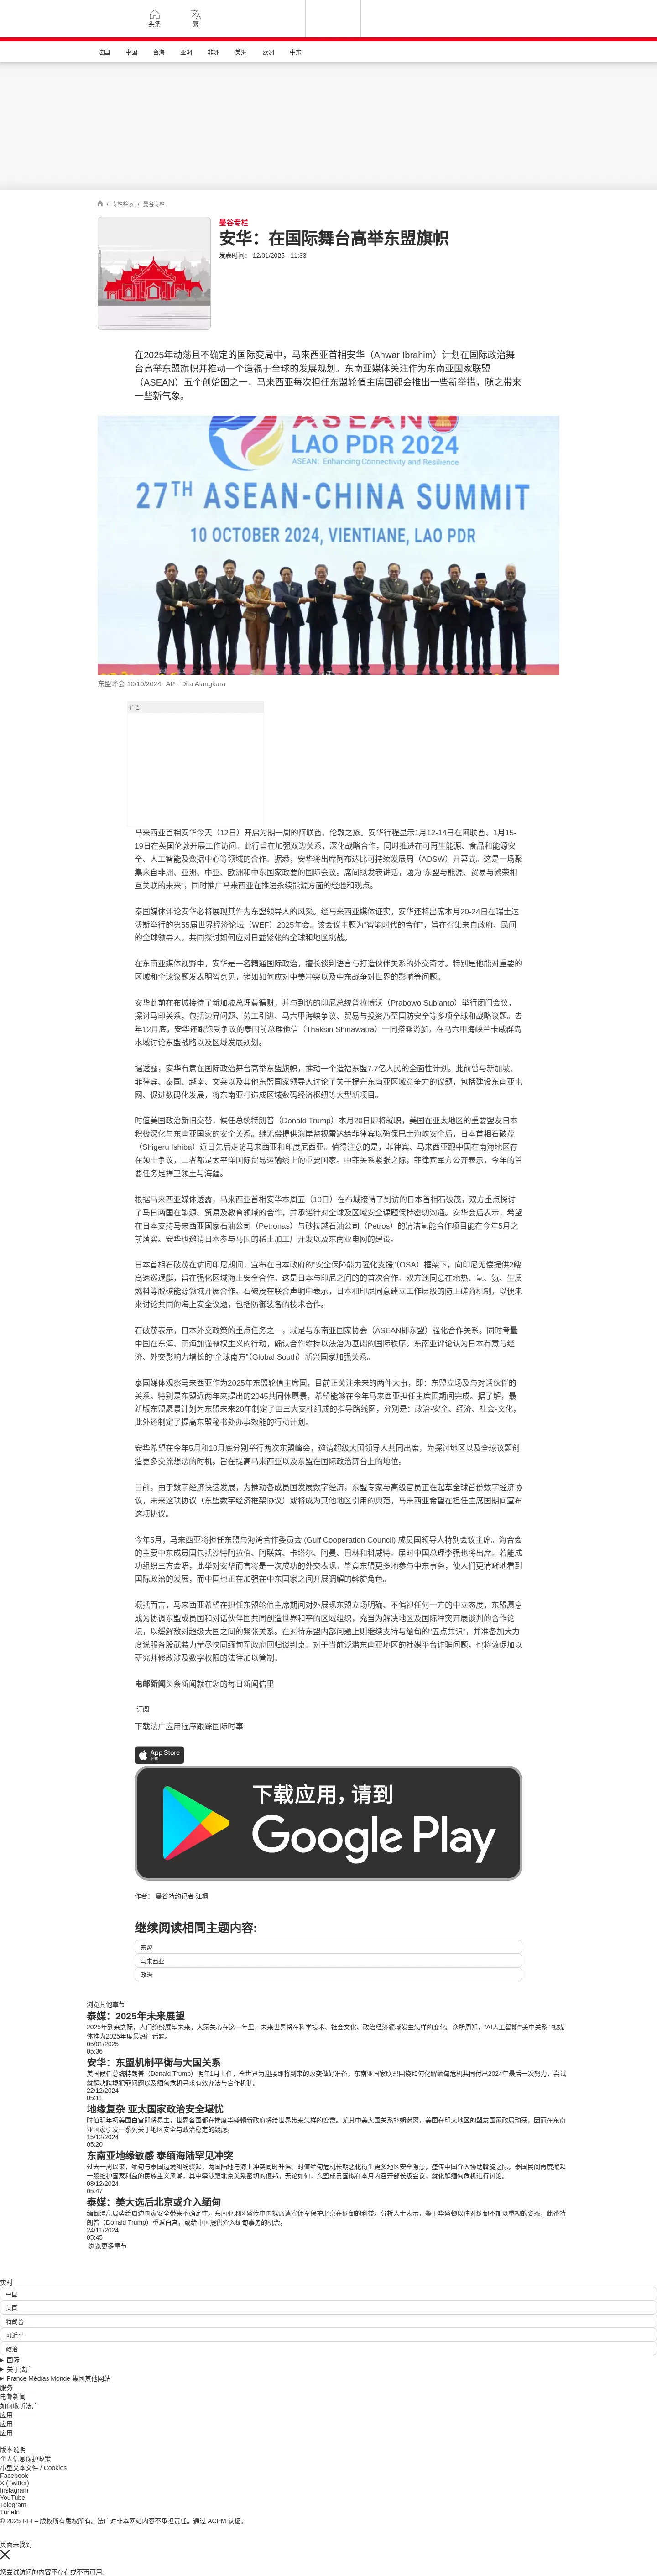 头条
繁
法国
中国
台海
亚洲
非洲
美洲
欧洲
中东
/ 专栏检索 / 曼谷专栏
曼谷专栏
安华：在国际舞台高举东盟旗帜
发表时间： 12/01/2025 - 11:33
在2025年动荡且不确定的国际变局中，马来西亚首相安华（Anwar Ibrahim）计划在国际政治舞
台高举东盟旗帜并推动一个造福于全球的发展规划。东南亚媒体关注作为东南亚国家联盟
（ASEAN）五个创始国之一，马来西亚每次担任东盟轮值主席国都会推出一些新举措，随之带来
一些新气象。
ASEAN
LAO PDR 2024
ASEAN: Enhancing Connectivity and Resilience
27TH ASEAN-CHINA SUMMIT
10 OCTOBER 2024, VIENTIANE, LAO PDR
东盟峰会 10/10/2024. AP - Dita Alangkara
广告
马来西亚首相安华今天（12日）开启为期一周的阿联酋、伦敦之旅。安华行程显示1月12-14日在阿联酋、1月15-
19日在英国伦敦开展工作访问。此行旨在加强双边关系，深化战略合作，同时推进在可再生能源、食品和能源安
全、人工智能及数据中心等领域的合作。据悉，安华将出席阿布达比可持续发展周（ADSW）开幕式。这是一场聚
集来自非洲、亚洲、中亚、欧洲和中东国家政要的国际会议。席间拟发表讲话，题为“东盟与能源、贸易与繁荣相
互关联的未来”，同时推广马来西亚在推进永续能源方面的经验和观点。
泰国媒体评论安华必将展现其作为东盟领导人的风采。经马来西亚媒体证实，安华还将出席本月20-24日在瑞士达
沃斯举行的第55届世界经济论坛（WEF）2025年会。该会议主题为“智能时代的合作”，旨在召集来自政府、民间
的全球领导人，共同探讨如何应对日益紧张的全球和地区挑战。
在东南亚媒体视野中，安华是一名精通国际政治，擅长谈判语言与打造伙伴关系的外交奇才。特别是他能对重要的
区域和全球议题发表明智意见，诸如如何应对中美冲突以及中东战争对世界的影响等问题。
安华此前在布城接待了新加坡总理黄循财，并与到访的印尼总统普拉博沃（Prabowo Subianto）举行闭门会议，
探讨马印关系，包括边界问题、劳工引进、马六甲海峡争议、贸易与投资乃至国防安全等多项全球和战略议题。去
年12月底，安华还跟饱受争议的泰国前总理他信（Thaksin Shinawatra）一同搭乘游艇，在马六甲海峡兰卡威群岛
水域讨论东盟战略以及区域发展规划。
据透露，安华有意在国际政治舞台高举东盟旗帜，推动一个造福东盟7.7亿人民的全面性计划。此前曾与新加坡、
菲律宾、泰国、越南、文莱以及其他东盟国家领导人讨论了关于提升东南亚区域竞争力的议题，包括建设东南亚电
网、促进数码化发展，将东南亚打造成区域数码经济枢纽等大型新项目。
时值美国政治新旧交替，候任总统特朗普（Donald Trump）本月20日即将就职，美国在亚太地区的重要盟友日本
积极深化与东南亚国家的安全关系。继无偿提供海岸监视雷达给菲律宾以确保巴士海峡安全后，日本首相石破茂
（Shigeru Ishiba）近日先后走访马来西亚和印度尼西亚。值得注意的是，菲律宾、马来西亚跟中国在南海地区存
在领土争议，二者都是太平洋国际贸易运输线上的重要国家。中菲关系紧张之际，菲律宾军方公开表示，今年的首
要任务是捍卫领土与海疆。
根据马来西亚媒体透露，马来西亚首相安华本周五（10日）在布城接待了到访的日本首相石破茂，双方重点探讨
了马日两国在能源、贸易及教育领域的合作，并承诺针对全球及区域安全课题保持密切沟通。安华会后表示，希望
在日本支持马来西亚国家石油公司（Petronas）与砂拉越石油公司（Petros）的清洁氢能合作项目能在今年5月之
前落实。安华也邀请日本参与马国的稀土加工厂开发以及东南亚电网的建设。
日本首相石破茂在访问印尼期间，宣布在日本政府的“安全保障能力强化支援”（OSA）框架下，向印尼无偿提供2艘
高速巡逻艇，旨在强化区域海上安全合作。这是日本与印尼之间的的首次合作。双方还同意在地热、氢、氨、生质
燃料等脱碳能源领域开展合作。石破茂在联合声明中表示，日本和印尼同意建立工作层级的防卫磋商机制，以便未
来讨论共同的海上安全议题，包括防御装备的技术合作。
石破茂表示，日本外交政策的重点任务之一，就是与东南亚国家协会（ASEAN即东盟）强化合作关系。同时考量
中国在东海、南海加强霸权主义的行动，确认合作维持以法治为基础的国际秩序。东南亚评论认为日本有意与经
济、外交影响力增长的“全球南方”（Global South）新兴国家加强关系。
泰国媒体观察马来西亚作为2025年东盟轮值主席国，目前正关注未来的两件大事，即：东盟立场及与对话伙伴的
关系。特别是东盟近两年来提出的2045共同体愿景，希望能够在今年马来西亚担任主席国期间完成。据了解，最
新版东盟愿景计划为东盟未来20年制定了由三大支柱组成的指导路线图，分别是：政治-安全、经济、社会-文化，
此外还制定了提高东盟秘书处办事效能的行动计划。
安华希望在今年5月和10月底分别举行两次东盟峰会，邀请超级大国领导人共同出席，为探讨地区以及全球议题创
造更多交流想法的时机。旨在提高马来西亚以及东盟在国际政治舞台上的地位。
目前，由于数字经济快速发展，为推动各成员国发展数字经济，东盟专家与高级官员正在起草全球首份数字经济协
议，未来这项协议（东盟数字经济框架协议）或将成为其他地区引用的典范，马来西亚希望在担任主席国期间宣布
这项协议。
今年5月，马来西亚将担任东盟与海湾合作委员会 (Gulf Cooperation Council) 成员国领导人特别会议主席。海合会
的主要中东成员国包括沙特阿拉伯、阿联酋、卡塔尔、阿曼、巴林和科威特。届时中国总理李强也将出席。若能成
功组织三方会晤，此举对安华而言将是一次成功的外交表现。毕竟东盟更多地参与中东事务，使人们更清晰地看到
国际政治的发展，而中国也正在加强在中东国家之间开展调解的斡旋角色。
概括而言，马来西亚希望在担任东盟轮值主席期间对外展现东盟立场明确、不偏袒任何一方的中立态度，东盟愿意
成为协调东盟成员国和对话伙伴国共同创造世界和平的区域组织，充当为解决地区及国际冲突开展谈判的合作论
坛，以缓解敌对超级大国之间的紧张关系。在对待东盟内部问题上则继续支持与缅甸的“五点共识”，并准备加大力
度说服各股武装力量尽快同缅甸军政府回归谈判桌。对于当前泛滥东南亚地区的社媒平台诈骗问题，也将敦促加以
研究并修改涉及数字权限的法律加以管制。
电邮新闻头条新闻就在您的每日新闻信里
订阅
下载法广应用程序跟踪国际时事
App Store
下载
下载应用，请到
Google Play
作者： 曼谷特约记者 江枫
继续阅读相同主题内容:
东盟
马来西亚
政治
浏览其他章节
泰媒：2025年未来展望
2025年到来之际，人们纷纷展望未来。大家关心在这一年里，未来世界将在科学技术、社会文化、政治经济领域发生怎样的变化。众所周知，“AI人工智能”“美中关系” 被媒
体推为2025年度最热门话题。
05/01/2025
05:36
安华：东盟机制平衡与大国关系
美国候任总统特朗普（Donald Trump）明年1月上任，全世界为迎接即将到来的改变做好准备。东南亚国家联盟围绕如何化解缅甸危机共同付出2024年最后一次努力，尝试
就解决跨境犯罪问题以及缅甸危机寻求有效办法与合作机制。
22/12/2024
05:11
地缘复杂 亚太国家政治安全堪忧
时值明年初美国白宫即将易主，世界各国都在揣度华盛顿新政府将给世界带来怎样的变数。尤其中美大国关系扑朔迷离，美国在印太地区的盟友国家政局动荡，因而在东南
亚国家引发一系列关于地区安全与政治稳定的疑虑。
15/12/2024
05:20
东南亚地缘敏感 泰缅海陆罕见冲突
过去一周以来，缅甸与泰国边境纠纷骤起，两国陆地与海上冲突同时升温。时值缅甸危机长期恶化衍生更多地区安全隐患，盛传中国介入协助斡旋之际，泰国民间再度掀起
一股维护国家利益的民族主义风潮，其中牵涉跟北京关系密切的佤邦。无论如何，东盟成员国拟在本月内召开部长级会议，就化解缅甸危机进行讨论。
08/12/2024
05:47
泰媒：美大选后北京或介入缅甸
缅甸混乱局势给周边国家安全带来不确定性。东南亚地区盛传中国拟派遣雇佣军保护北京在缅甸的利益。分析人士表示，鉴于华盛顿以往对缅甸不加以重视的姿态，此番特
朗普（Donald Trump）重返白宫，或给中国提供介入缅甸事务的机会。
24/11/2024
05:45
浏览更多章节
实时
中国
美国
特朗普
习近平
政治
国际
关于法广
France Médias Monde 集团其他网站
服务
电邮新闻
如何收听法广
应用
应用
应用
版本说明
个人信息保护政策
小型文本文件 / Cookies
Facebook
X (Twitter)
Instagram
YouTube
Telegram
TuneIn
© 2025 RFI – 版权所有版权所有。法广对非本网站内容不承担责任。通过 ACPM 认证。
页面未找到
您尝试访问的内容不存在或不再可用。